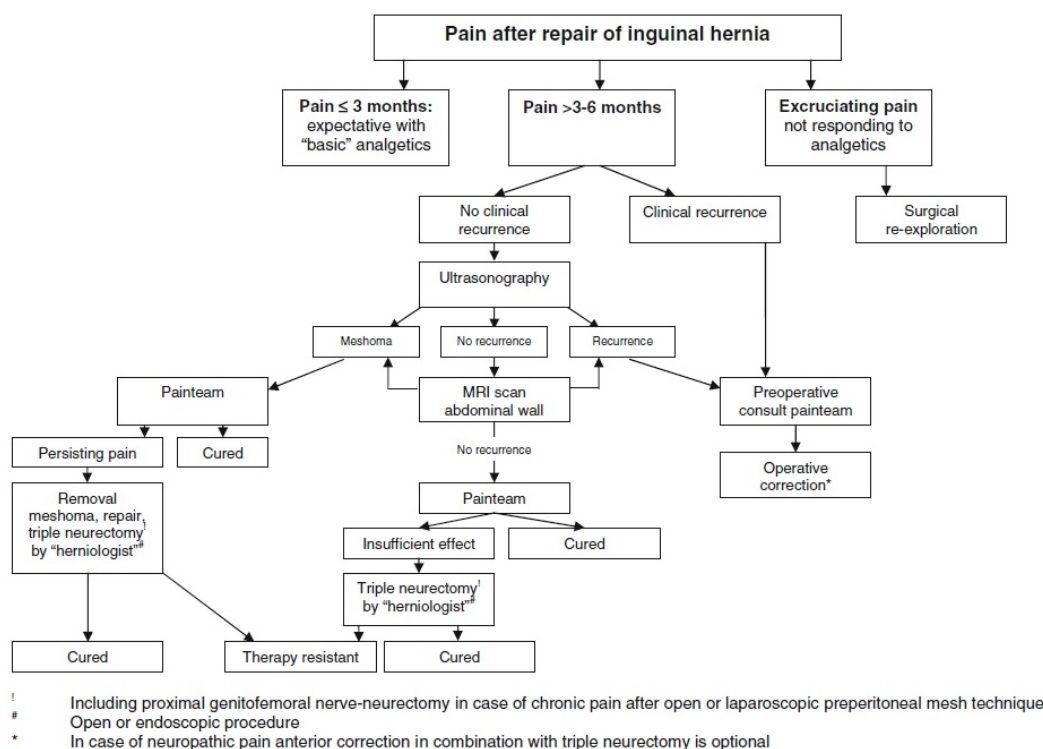 Pain after repair of inguinal hernia
Pain ≤ 3 months:
expectative with
"basic" analgetics
Pain >3-6 months
Excruciating pain
not responding to
analgetics
No clinical
recurrence
Clinical recurrence
Surgical
re-exploration
Ultrasonography
Meshoma
No recurrence
Recurrence
Painteam
MRI scan
abdominal wall
Preoperative
consult painteam
Persisting pain
Cured
No recurrence
Operative
correction*
Removal
meshoma, repair,
triple neurectomy!
by "herniologist"#
Painteam
Insufficient effect
Cured
Triple neurectomy!
by "herniologist"#
Cured
Therapy resistant
Cured
! Including proximal genitofemoral nerve-neurectomy in case of chronic pain after open or laparoscopic preperitoneal mesh technique
# Open or endoscopic procedure
* In case of neuropathic pain anterior correction in combination with triple neurectomy is optional